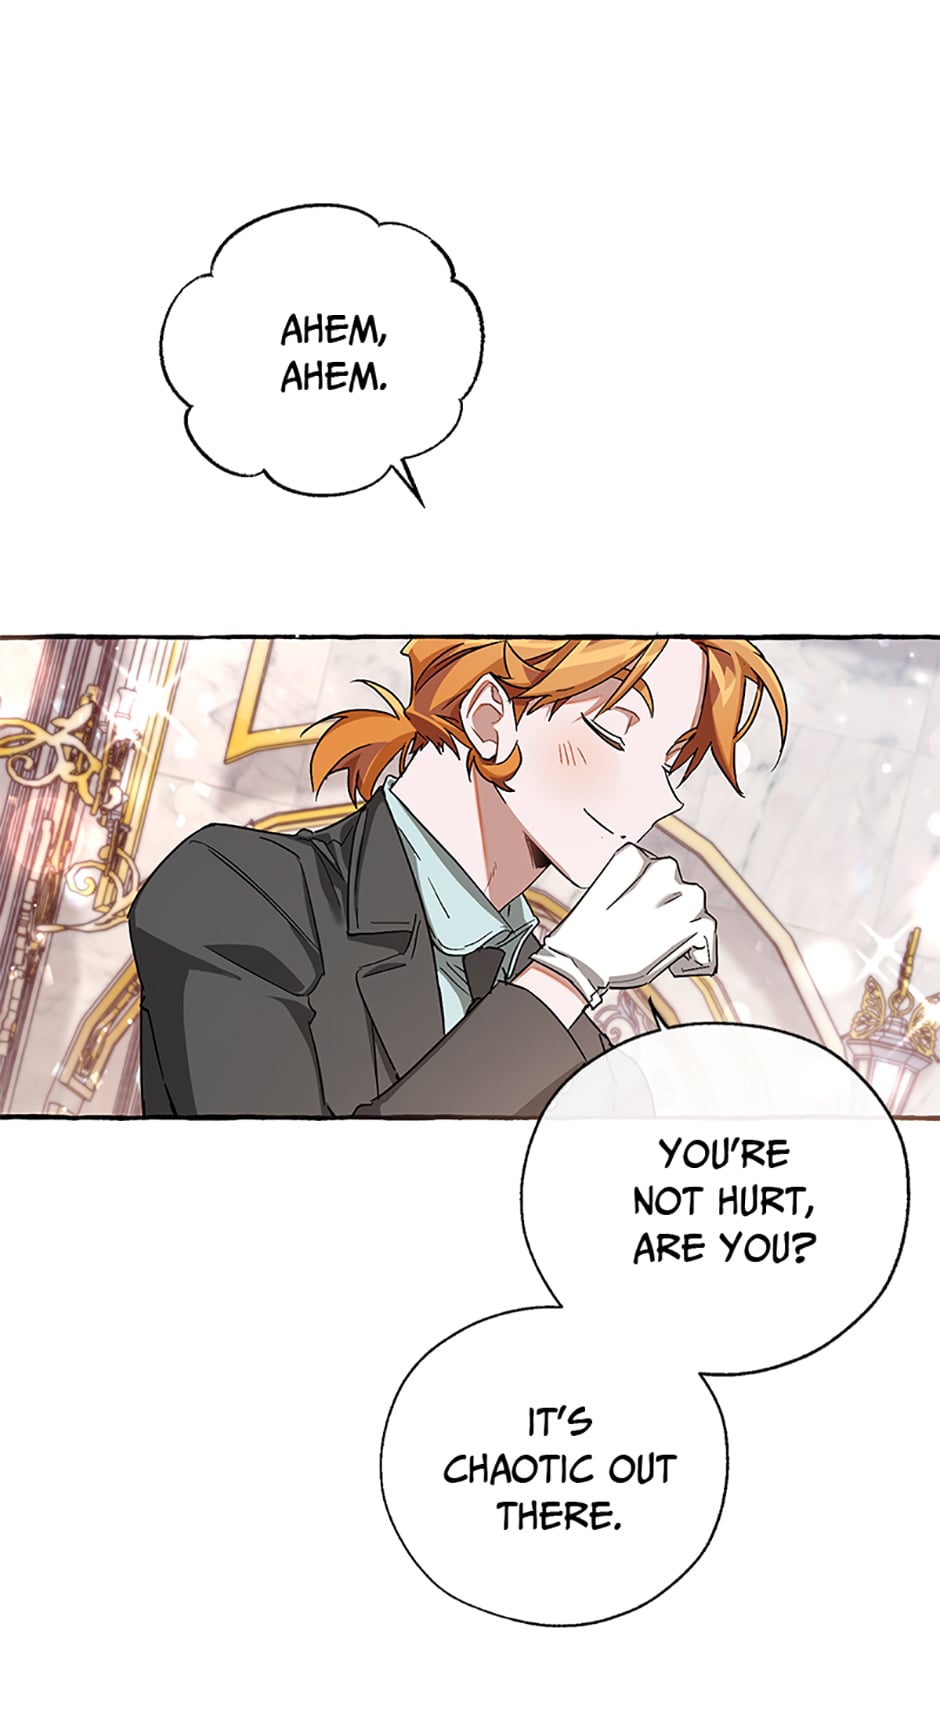 AHEM,
AHEM.
YOU'RE
NOT HURT,
ARE YOU?
IT'S
CHAOTIC OUT
THERE.